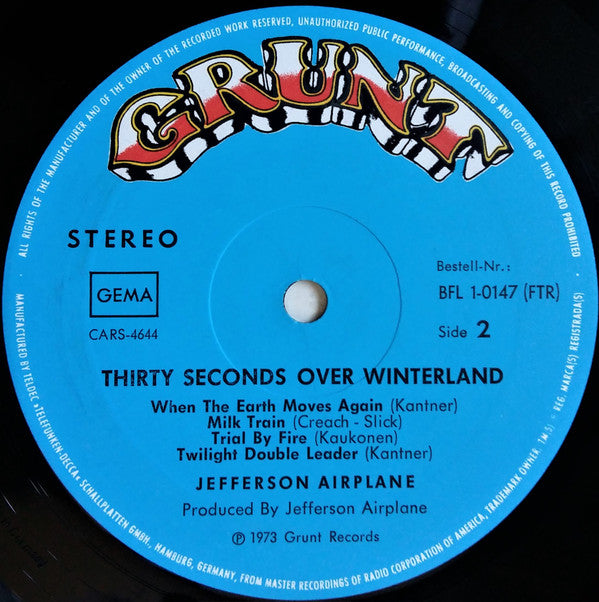 ALL RIGHTS OF THE MANUFACTURER AND OF THE OWNER OF THE RECORDED WORK RESERVED, UNAUTHORIZED PUBLIC PERFORMANCE, BROADCASTING AND COPYING OF THIS RECORD PROHIBITED
GRUNT
STEREO
GEMA
CARS-4644
Bestell-Nr.:
BFL 1-0147 (FTR)
Side 2
THIRTY SECONDS OVER WINTERLAND
When The Earth Moves Again (Kantner)
Milk Train (Creach - Slick)
Trial By Fire (Kaukonen)
Twilight Double Leader (Kantner)
JEFFERSON AIRPLANE
Produced By Jefferson Airplane
℗ 1973 Grunt Records
MANUFACTURED BY TELDEC »TELEFUNKEN-DECCA« SCHALLPLATTEN GMBH., HAMBURG, GERMANY, FROM MASTER RECORDINGS OF RADIO CORPORATION OF AMERICA, TRADEMARK OWNER. TM(S) ® REG. MARCA(S) REGISTRADA(S)